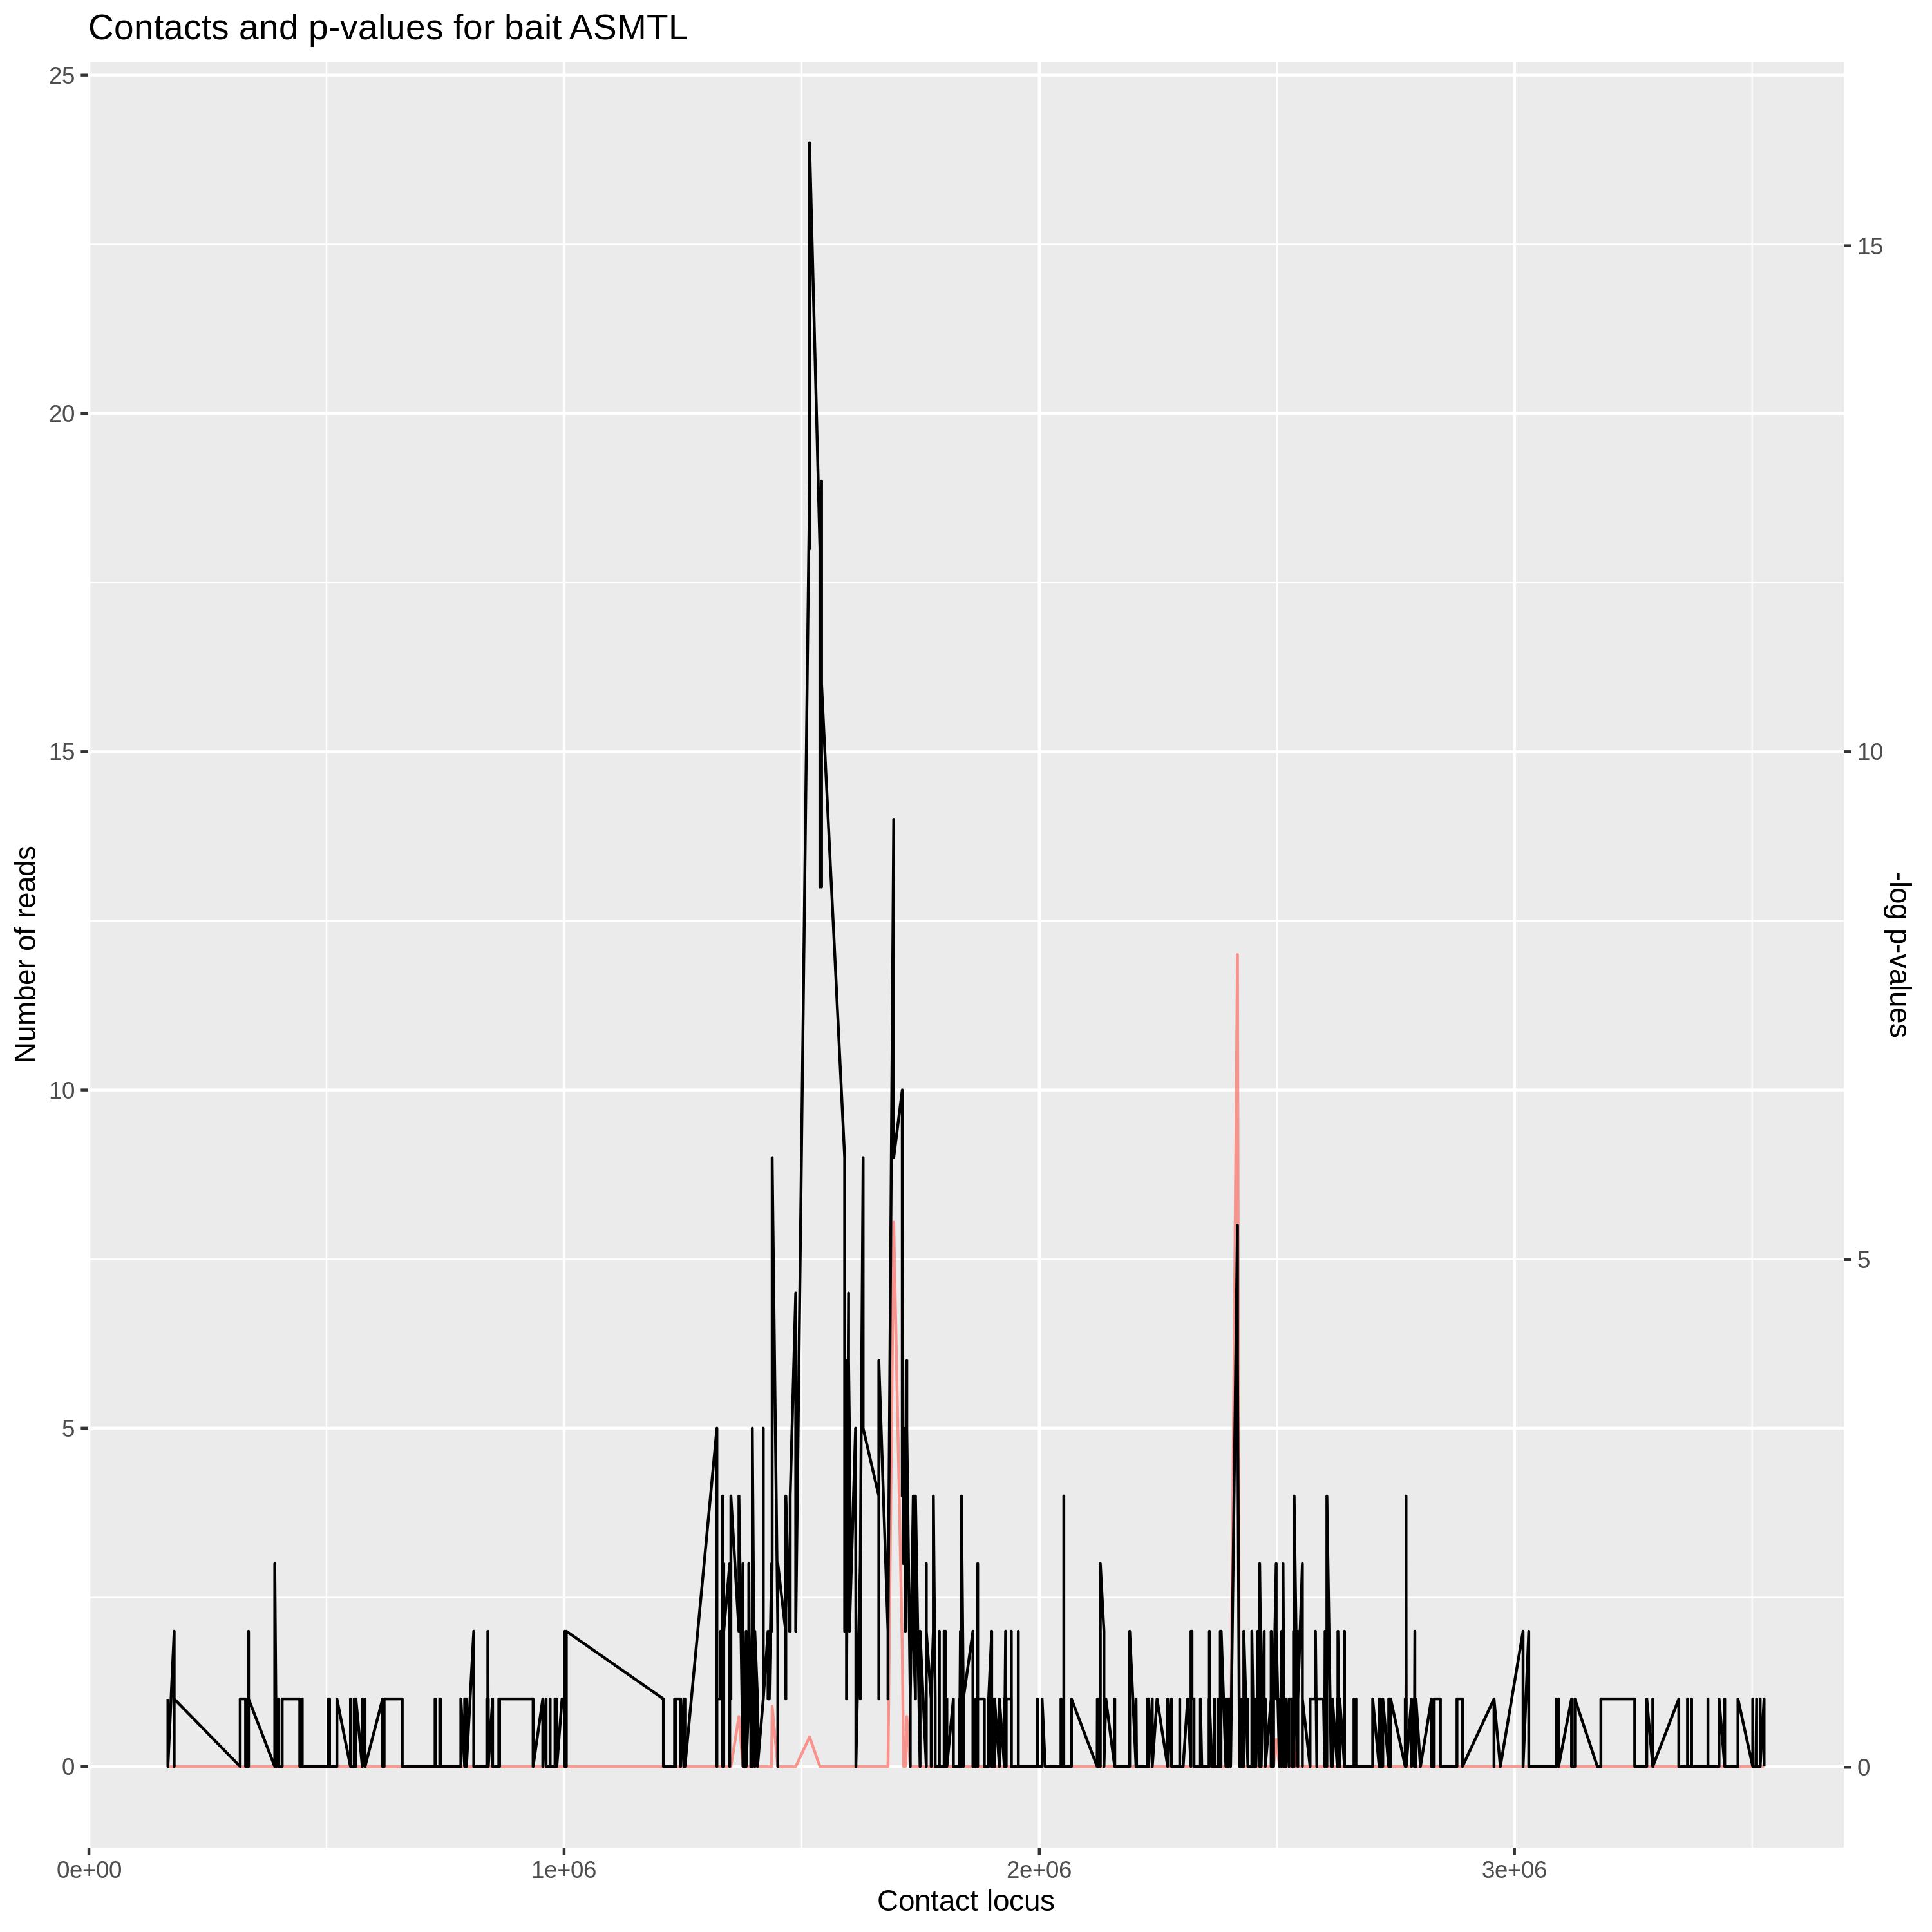 Contacts and p-values for bait ASMTL
25
20
15
10
5
0
Number of reads
15
10
5
0
-log p-values
0e+00 1e+06 2e+06 3e+06
Contact locus